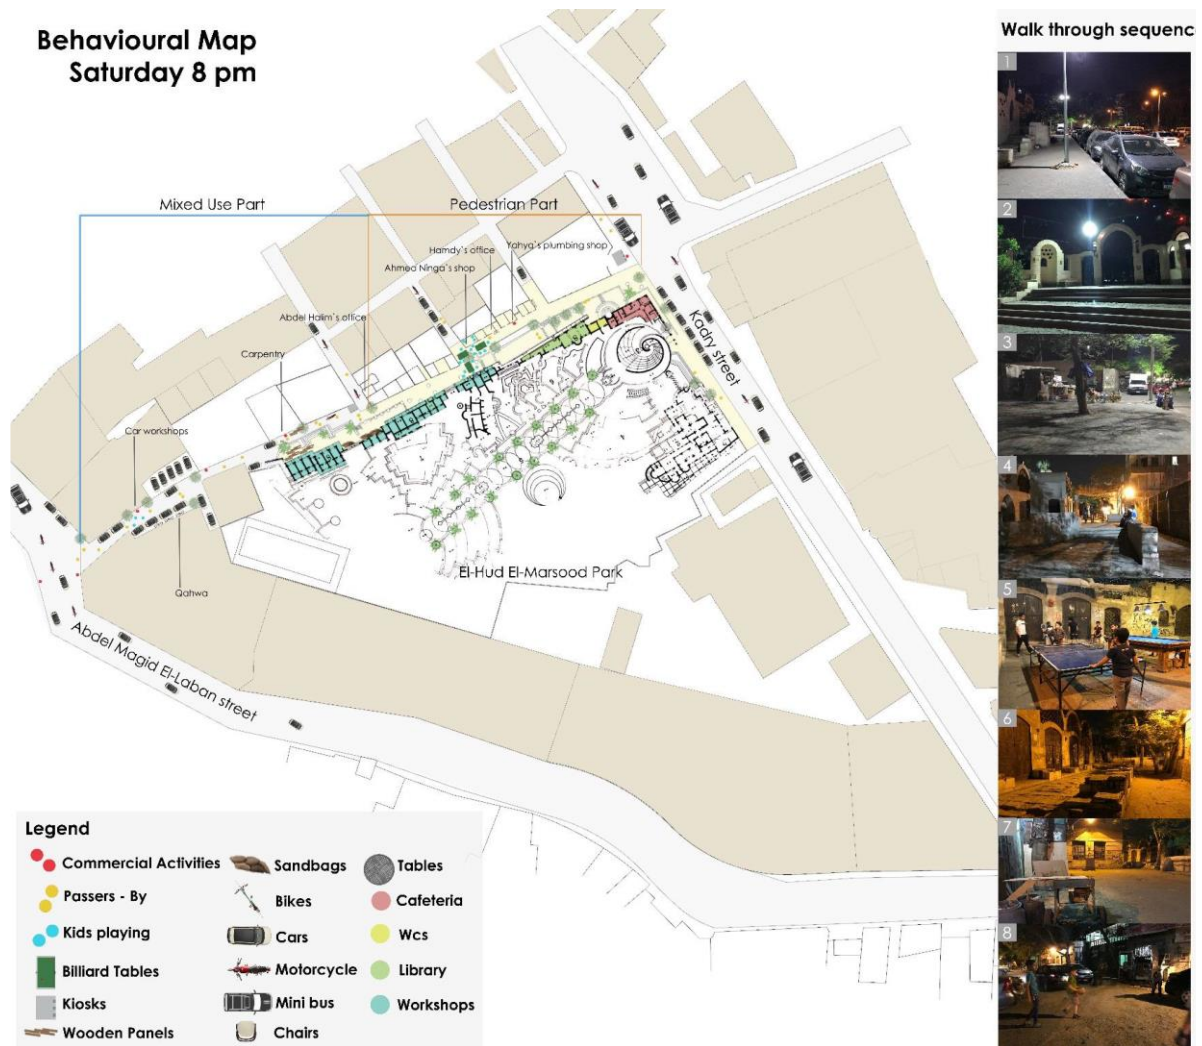 Behavioural Map
Saturday 8 pm
Walk through sequenc
1
2
3
4
5
6
7
8
Mixed Use Part
Pedestrian Part
Hamdy's office
Yahya's plumbing shop
Ahmed Ninga's shop
Abdel Halim's office
Carpentry
Car workshops
Kadry street
Qahwa
El-Hud El-Marsood Park
Abdel Magid El-Laban street
Legend
Commercial Activities
Passers - By
Kids playing
Billiard Tables
Kiosks
Wooden Panels
Sandbags
Bikes
Cars
Motorcycle
Mini bus
Chairs
Tables
Cafeteria
Wcs
Library
Workshops